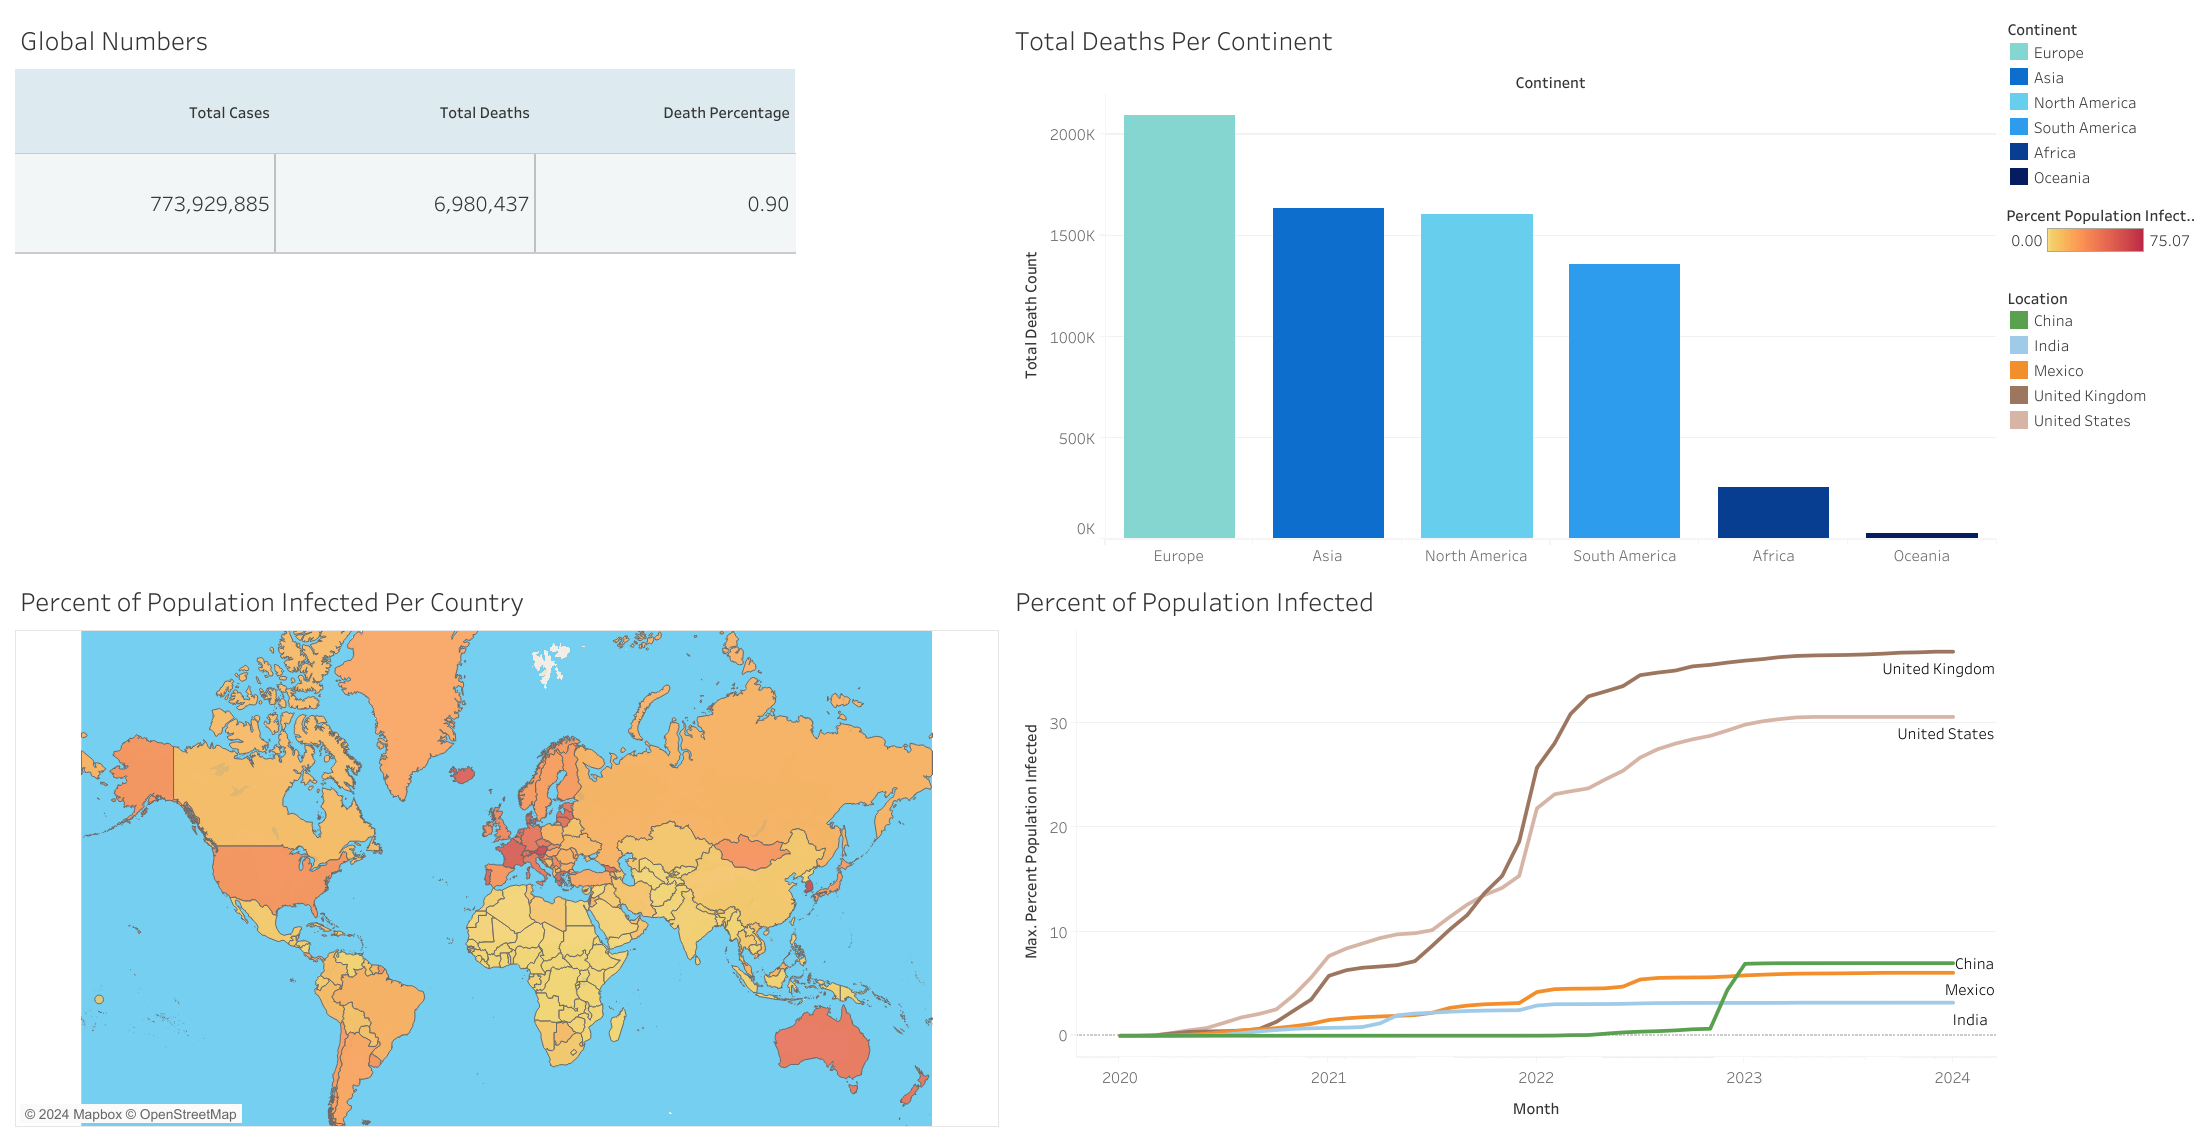 Global Numbers
Total Cases
Total Deaths
Death Percentage
773,929,885
6,980,437
0.90
Total Deaths Per Continent
Continent
Total Death Count
2000K
1500K
1000K
500K
0K
Europe
Asia
North America
South America
Africa
Oceania
Continent
Europe
Asia
North America
South America
Africa
Oceania
Percent Population Infect..
0.00
75.07
Location
China
India
Mexico
United Kingdom
United States
Percent of Population Infected Per Country
© 2024 Mapbox © OpenStreetMap
Percent of Population Infected
Max. Percent Population Infected
30
20
10
0
United Kingdom
United States
China
Mexico
India
2020
2021
2022
2023
2024
Month